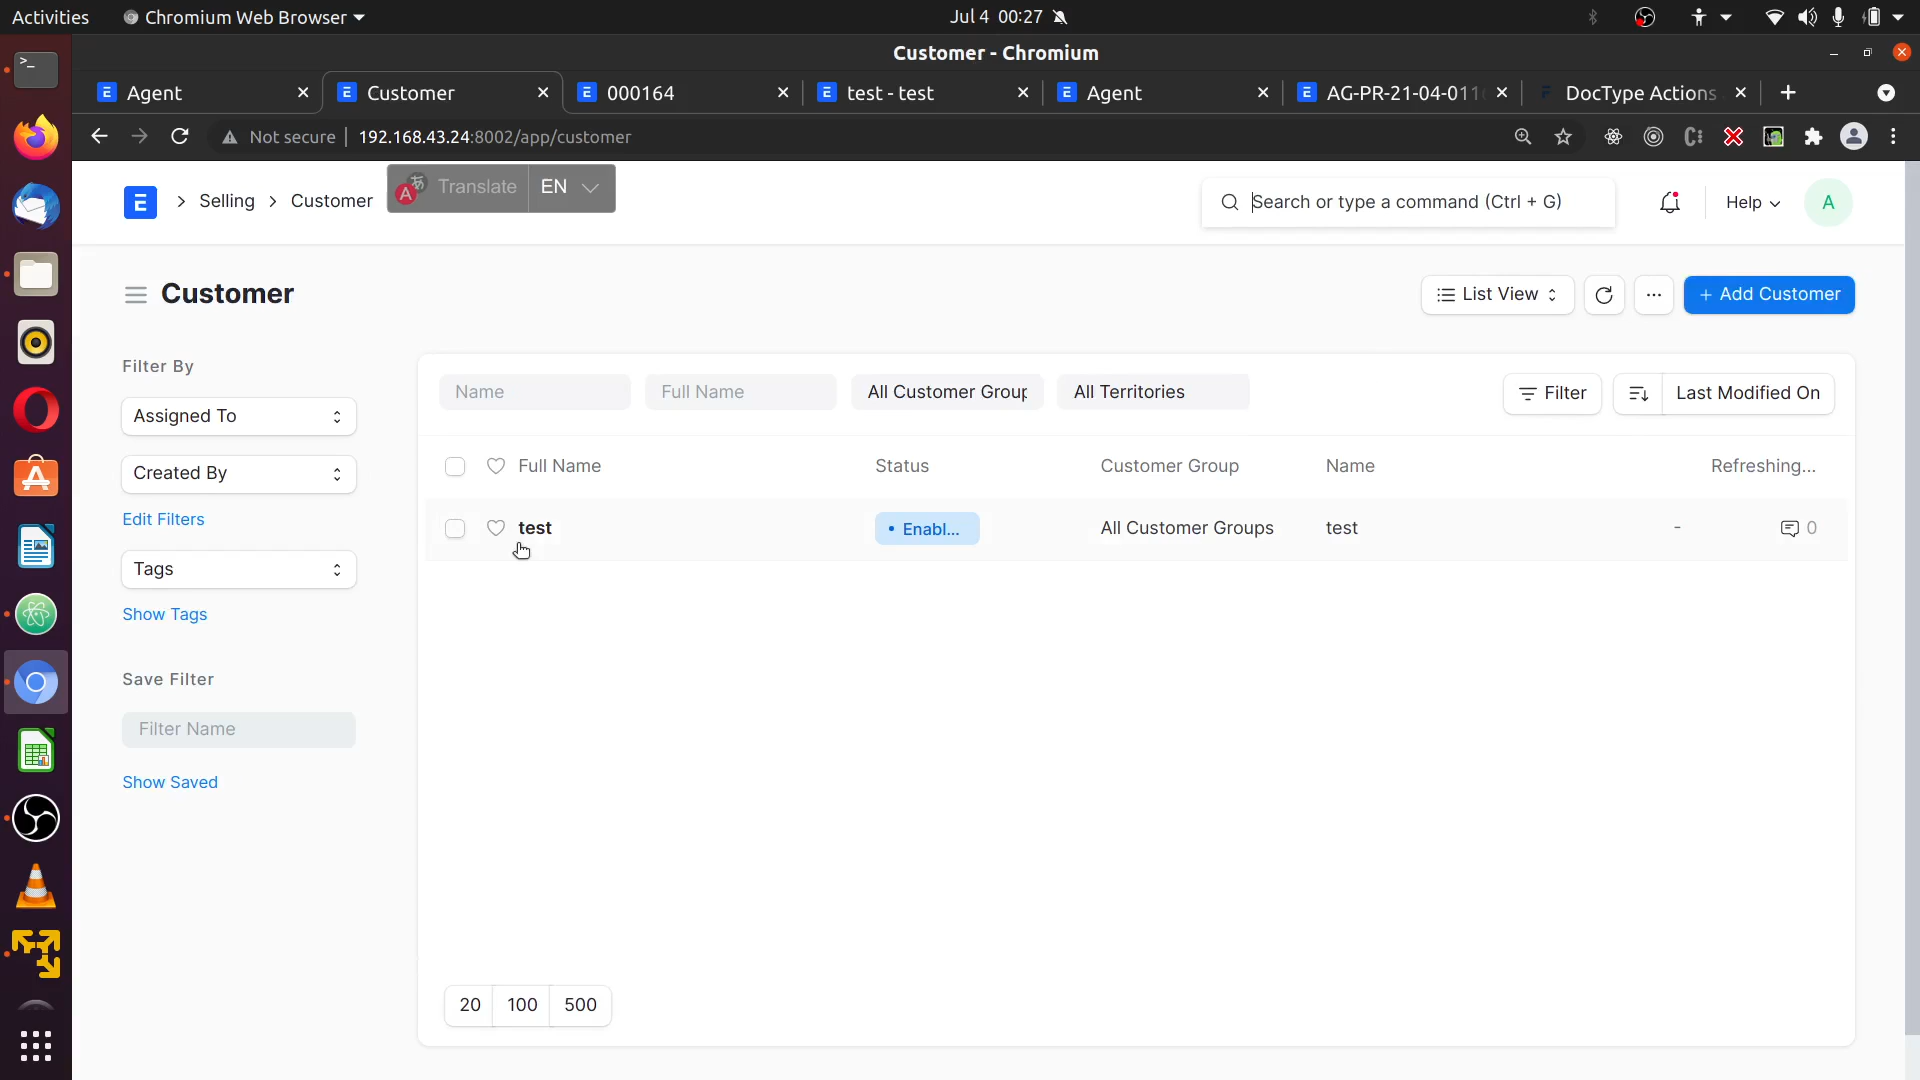 Activities
Chromium Web Browser
Jul 4 00:27
Customer - Chromium
Agent
Customer
000164
test - test
Agent
AG-PR-21-04-011
DocType Actions
Not secure
192.168.43.24:8002/app/customer
E
Selling
Customer
Translate
EN
Search or type a command (Ctrl + G)
Help
A
Customer
List View
+ Add Customer
Filter By
Assigned To
Created By
Edit Filters
Tags
Show Tags
Save Filter
Filter Name
Show Saved
Name
Full Name
All Customer Group
All Territories
Filter
Last Modified On
Full Name
Status
Customer Group
Name
Refreshing...
test
Enabl...
All Customer Groups
test
-
0
20
100
500